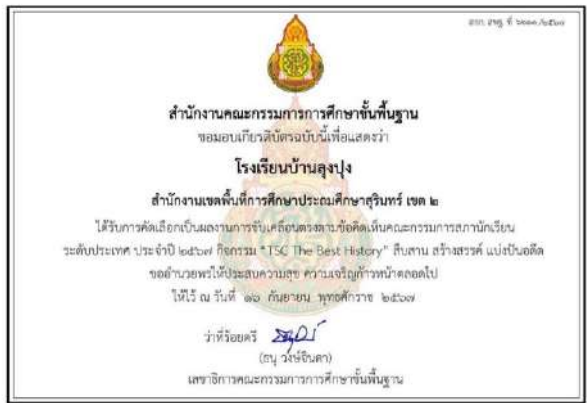 สพฐ. ที่ /๒๕๖๗
สำนักงานคณะกรรมการการศึกษาขั้นพื้นฐาน
ขอมอบเกียรติบัตรฉบับนี้เพื่อแสดงว่า
โรงเรียนบ้านลุงปุง
สำนักงานเขตพื้นที่การศึกษาประถมศึกษาสุรินทร์ เขต ๒
ได้รับการคัดเลือกเป็นผลงานการขับเคลื่อนตรงตามข้อคิดเห็นคณะกรรมการสภานักเรียน
ระดับประเทศ ประจำปี ๒๕๖๗ กิจกรรม "TSC The Best History" สืบสาน สร้างสรรค์ แบ่งปันอดีต
ขออำนวยพรให้ประสบความสุข ความเจริญก้าวหน้าตลอดไป
ให้ไว้ ณ วันที่ ๑๖ กันยายน พุทธศักราช ๒๕๖๗
ว่าที่ร้อยตรี
(ธนุ วงษ์จินดา)
เลขาธิการคณะกรรมการการศึกษาขั้นพื้นฐาน